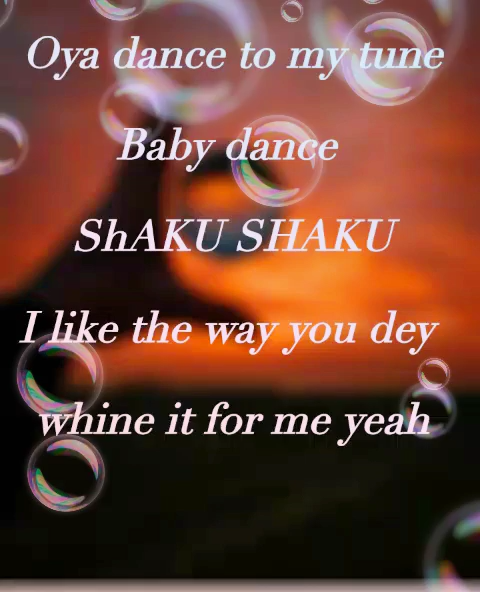 Oya dance to my tune
Baby dance
ShAKU SHAKU
I like the way you dey
whine it for me yeah